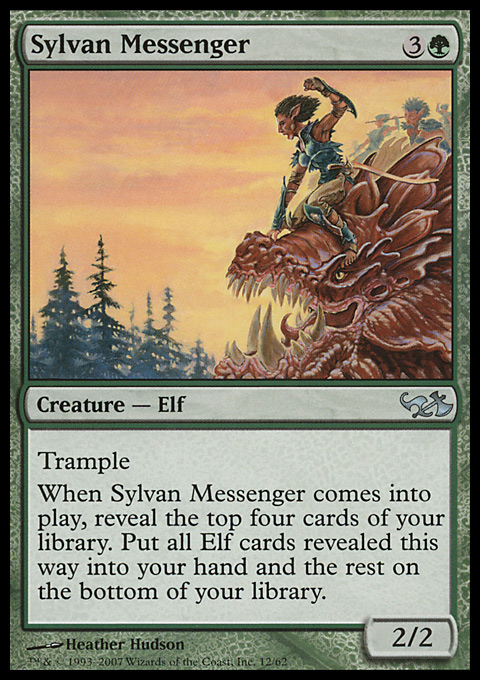 Sylvan Messenger 3
Creature — Elf
Trample
When Sylvan Messenger comes into
play, reveal the top four cards of your
library. Put all Elf cards revealed this
way into your hand and the rest on
the bottom of your library.
2/2
Heather Hudson
™ & © 1993–2007 Wizards of the Coast, Inc. 12/62